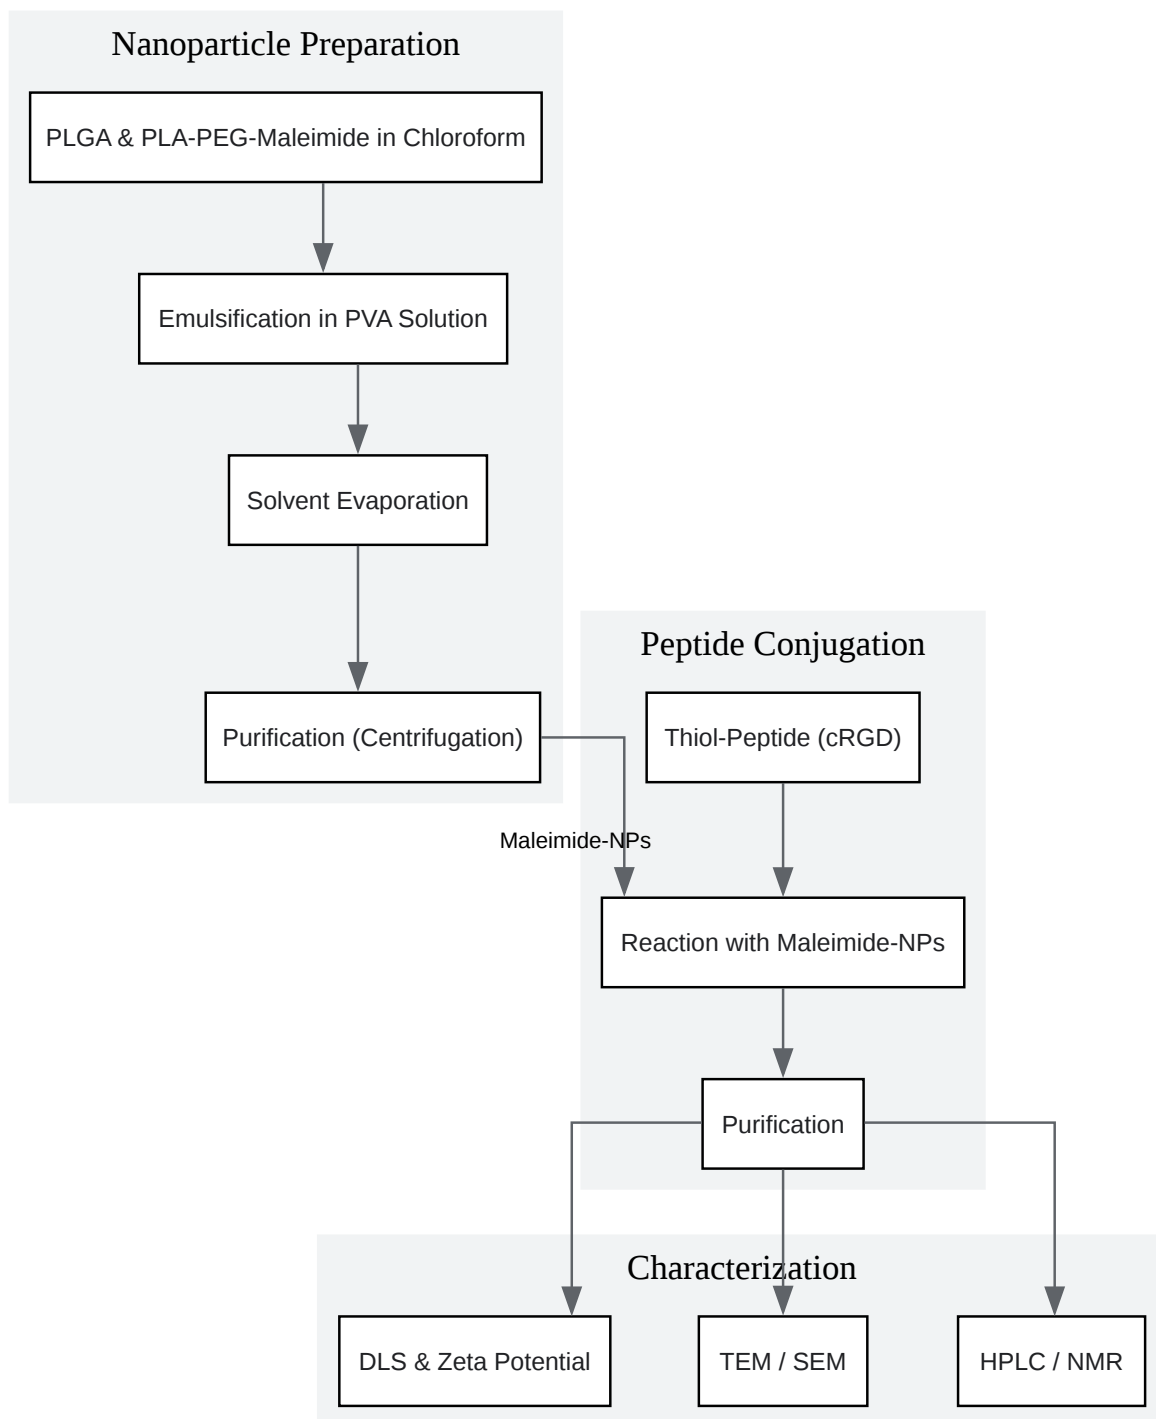 Nanoparticle Preparation
PLGA & PLA-PEG-Maleimide in Chloroform
Emulsification in PVA Solution
Solvent Evaporation
Purification (Centrifugation)
Maleimide-NPs
Peptide Conjugation
Thiol-Peptide (cRGD)
Reaction with Maleimide-NPs
Purification
Characterization
DLS & Zeta Potential
TEM / SEM
HPLC / NMR